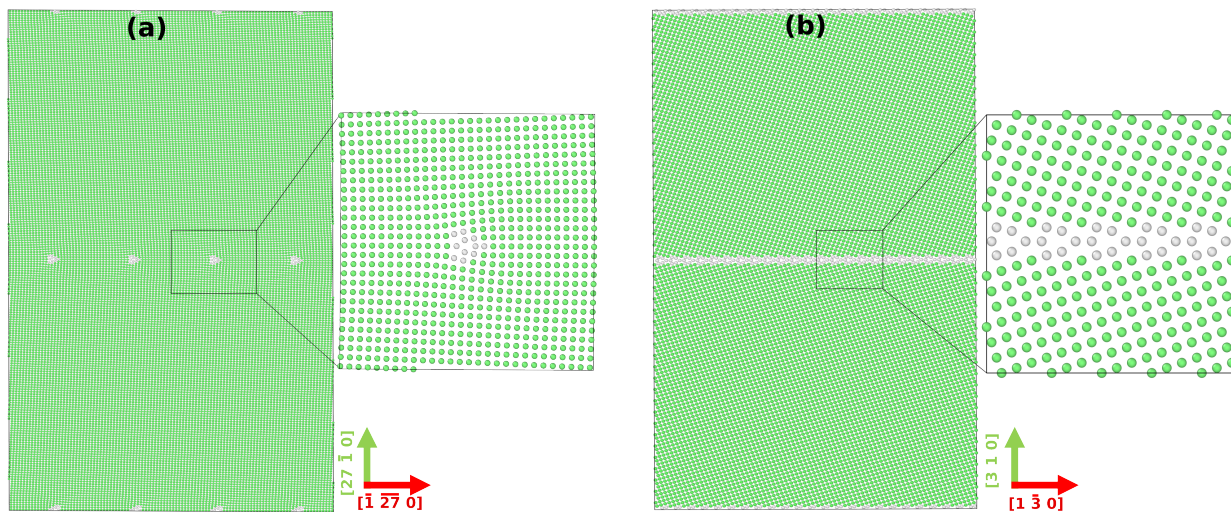 (a)
(b)
[27 1̅ 0]
[1̅ 2̅7̅ 0]
[3 1 0]
[1 3̅ 0]